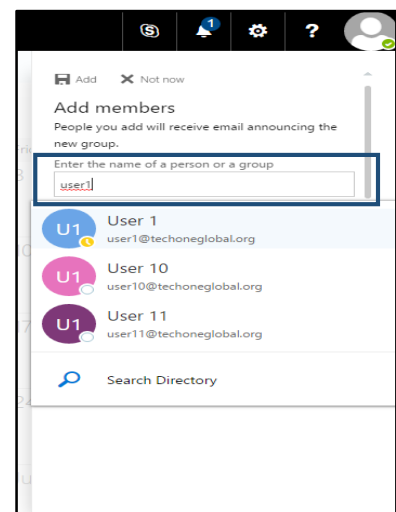 1
?
Add Not now
Add members
People you add will receive email announcing the
new group.
Enter the name of a person or a group
user1
U1 User 1
user1@techoneglobal.org
U1 User 10
user10@techoneglobal.org
U1 User 11
user11@techoneglobal.org
Search Directory